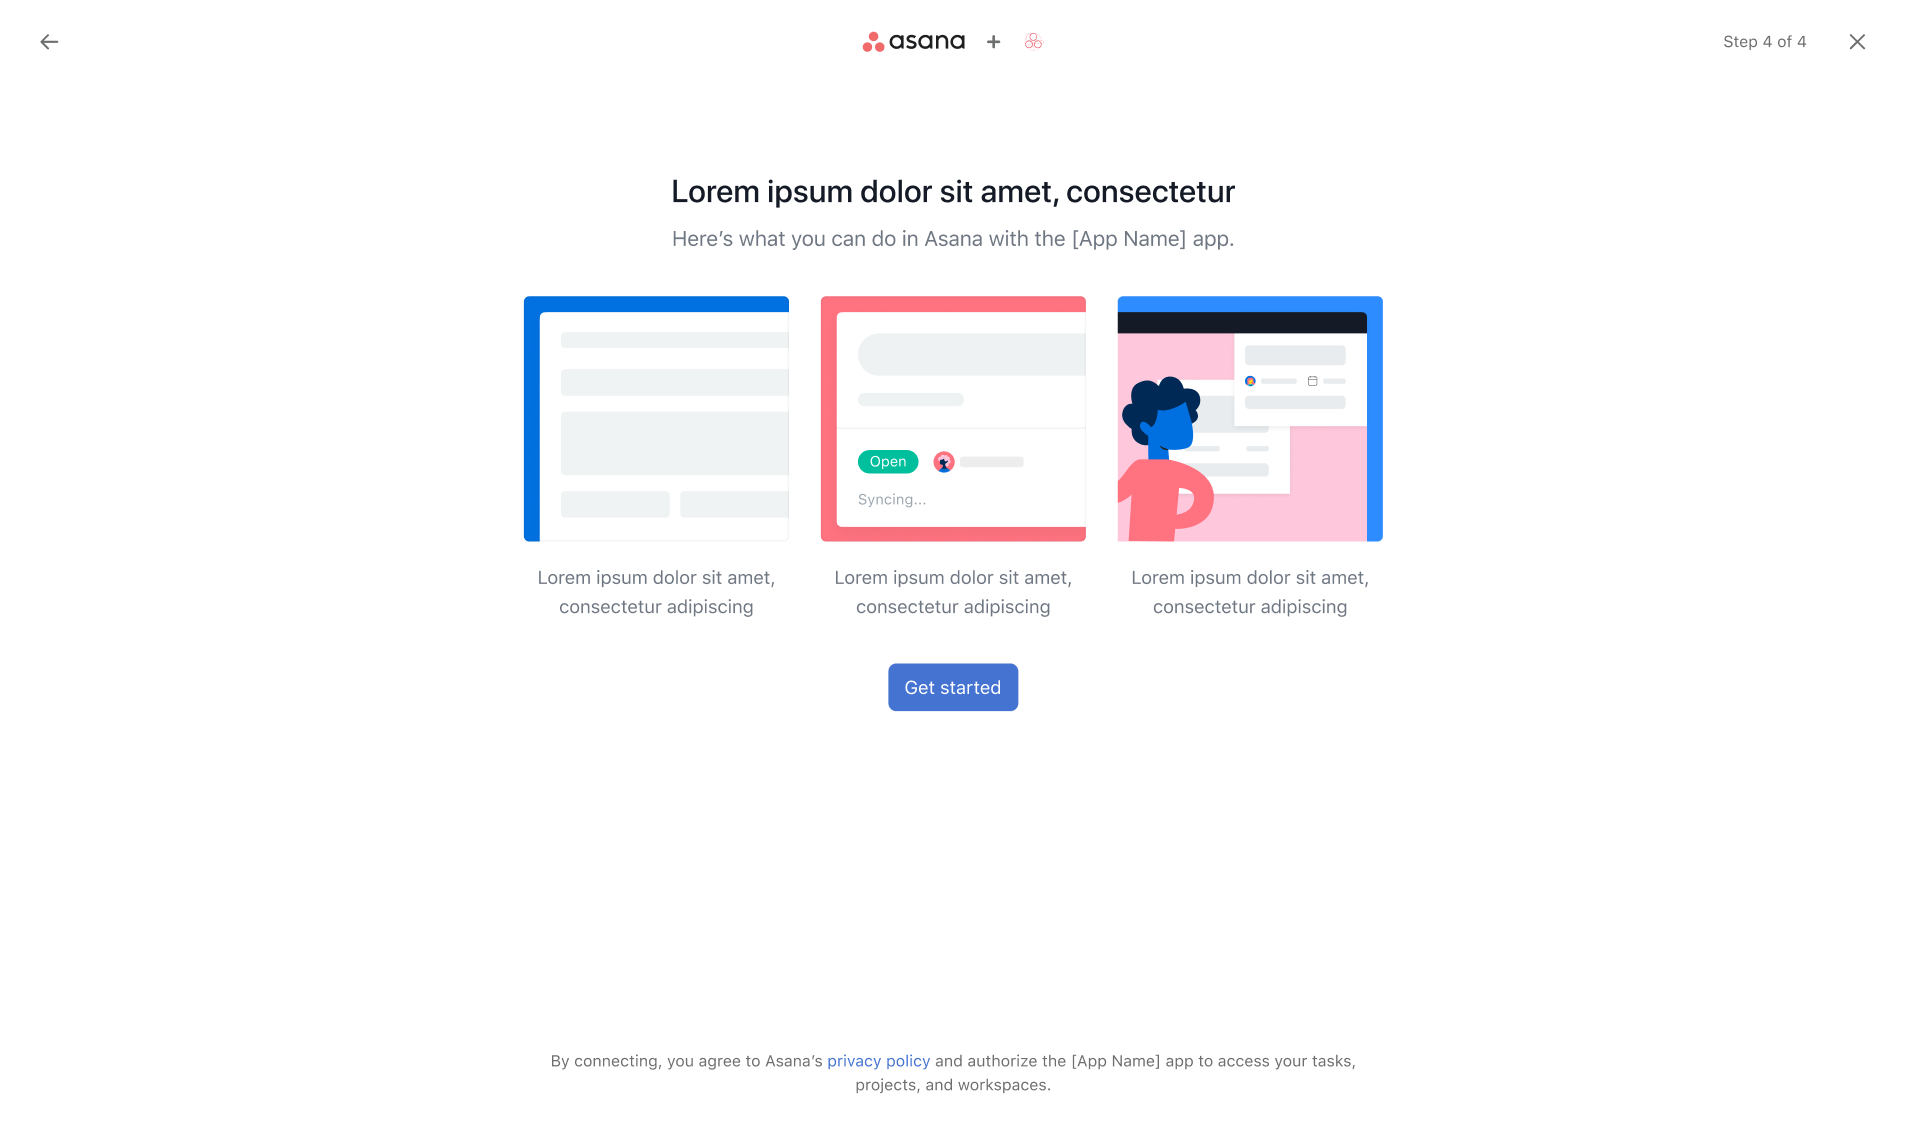 asana
Step 4 of 4
Lorem ipsum dolor sit amet, consectetur
Here’s what you can do in Asana with the [App Name] app.
Open
Syncing...
Lorem ipsum dolor sit amet,
consectetur adipiscing
Lorem ipsum dolor sit amet,
consectetur adipiscing
Lorem ipsum dolor sit amet,
consectetur adipiscing
Get started
By connecting, you agree to Asana’s privacy policy and authorize the [App Name] app to access your tasks,
projects, and workspaces.